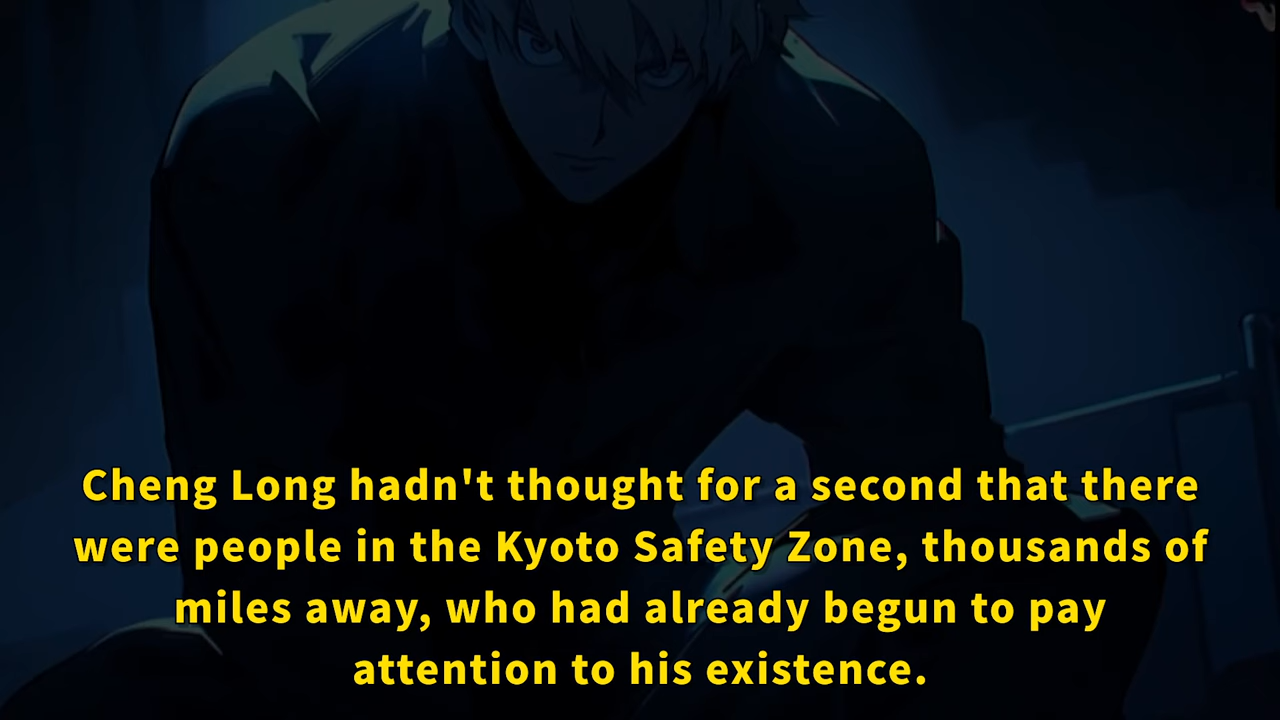 Cheng Long hadn't thought for a second that there
were people in the Kyoto Safety Zone, thousands of
miles away, who had already begun to pay
attention to his existence.